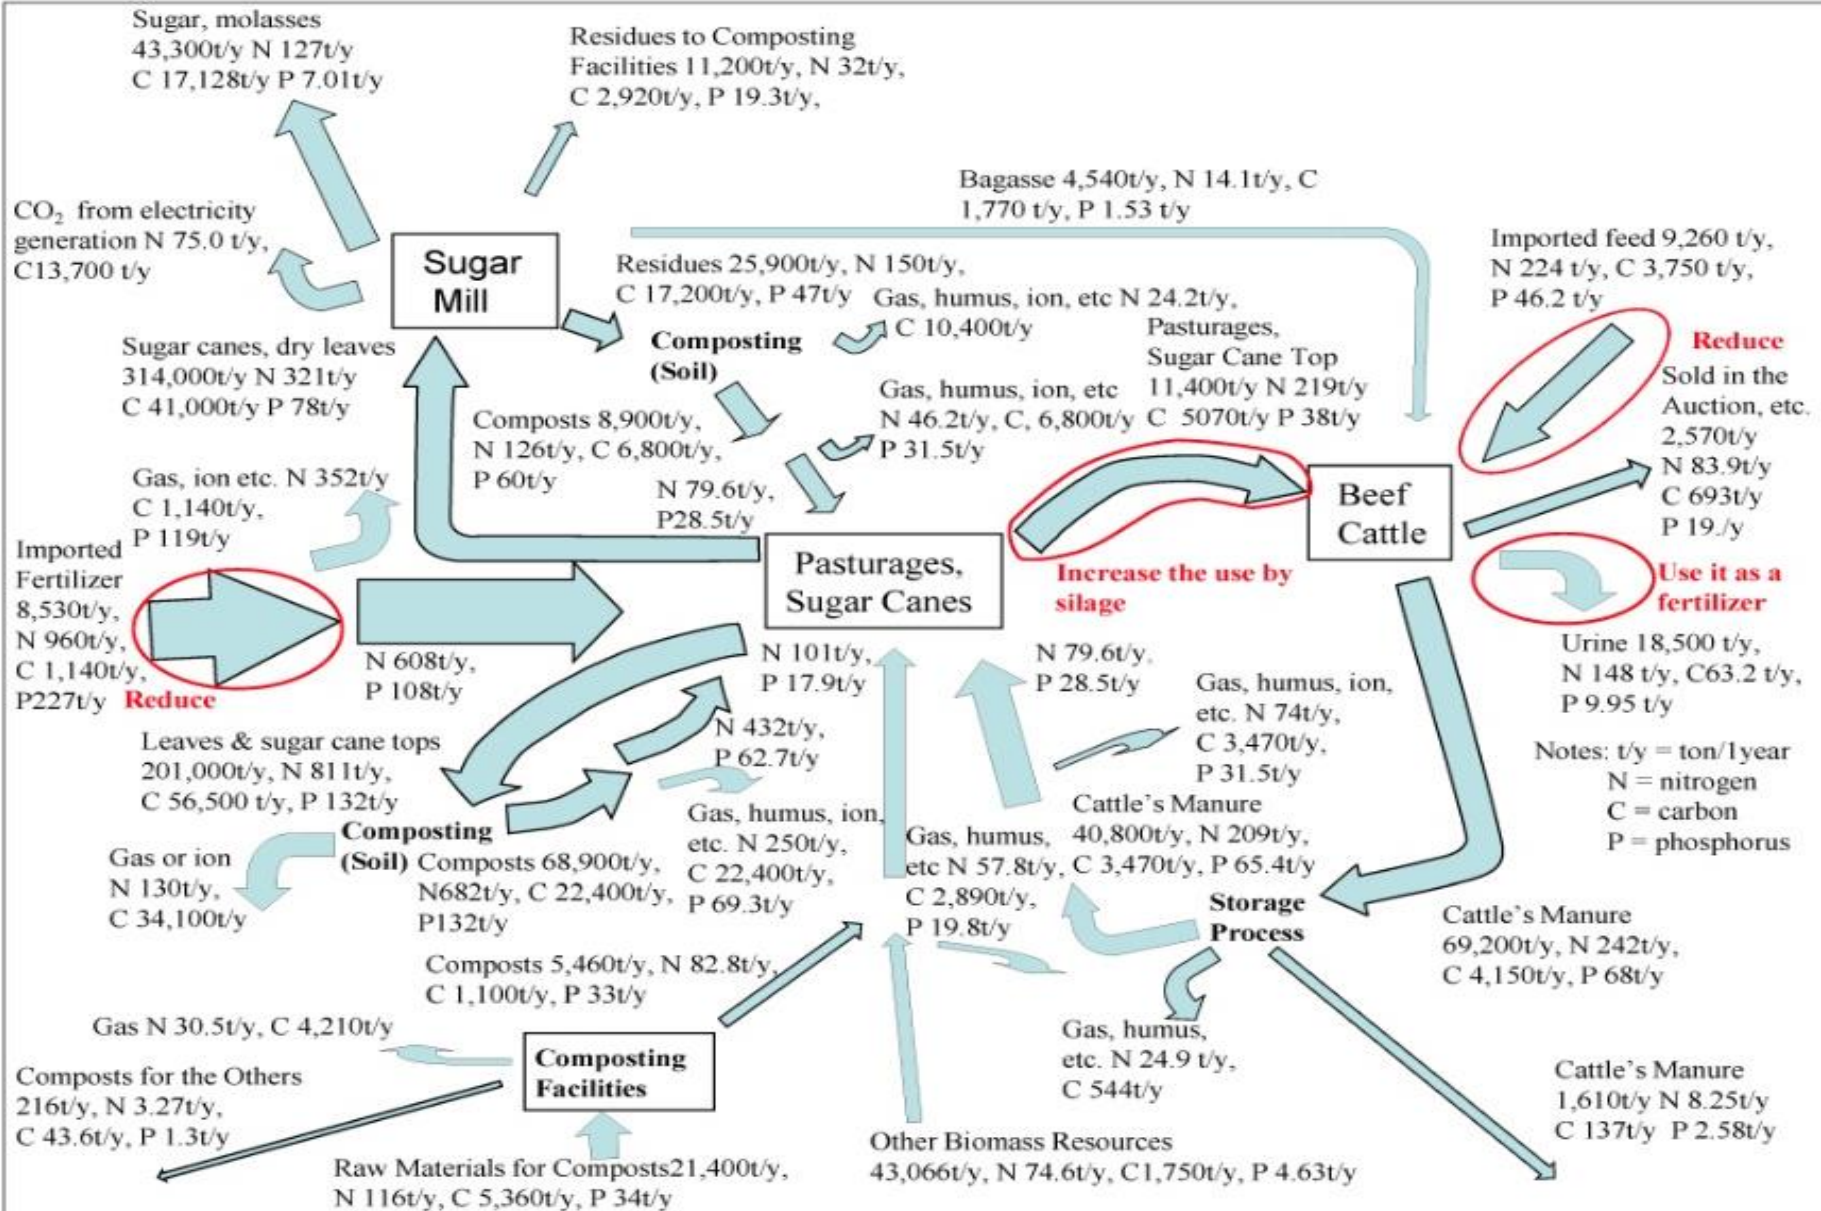 Sugar, molasses
43,300t/y N 127t/y
C 17,128t/y P 7.01t/y
Residues to Composting
Facilities 11,200t/y, N 32t/y,
C 2,920t/y, P 19.3t/y,
Bagasse 4,540t/y, N 14.1t/y, C
1,770 t/y, P 1.53 t/y
CO₂ from electricity
generation N 75.0 t/y,
C13,700 t/y
Sugar
Mill
Residues 25,900t/y, N 150t/y,
C 17,200t/y, P 47t/y
Gas, humus, ion, etc N 24.2t/y,
C 10,400t/y
Imported feed 9,260 t/y,
N 224 t/y, C 3,750 t/y,
P 46.2 t/y
Reduce
Composting
(Soil)
Pasturages,
Sugar Cane Top
11,400t/y N 219t/y
C 5070t/y P 38t/y
Sugar canes, dry leaves
314,000t/y N 321t/y
C 41,000t/y P 78t/y
Gas, humus, ion, etc
N 46.2t/y, C, 6,800t/y
P 31.5t/y
Sold in the
Auction, etc.
2,570t/y
N 83.9t/y
C 693t/y
P 19./y
Composts 8,900t/y,
N 126t/y, C 6,800t/y,
P 60t/y
N 79.6t/y,
P28.5t/y
Gas, ion etc. N 352t/y
C 1,140t/y,
P 119t/y
Beef
Cattle
Imported
Fertilizer
8,530t/y,
N 960t/y,
C 1,140t/y,
P227t/y
Reduce
Pasturages,
Sugar Canes
Increase the use by
silage
Use it as a
fertilizer
Urine 18,500 t/y,
N 148 t/y, C63.2 t/y,
P 9.95 t/y
N 608t/y,
P 108t/y
N 101t/y,
P 17.9t/y
N 79.6t/y,
P 28.5t/y
Gas, humus, ion,
etc. N 74t/y,
C 3,470t/y,
P 31.5t/y
N 432t/y,
P 62.7t/y
Leaves & sugar cane tops
201,000t/y, N 811t/y,
C 56,500 t/y, P 132t/y
Notes: t/y = ton/1year
N = nitrogen
C = carbon
P = phosphorus
Composting
(Soil)
Gas, humus, ion,
etc. N 250t/y,
C 22,400t/y,
P 69.3t/y
Gas, humus,
etc N 57.8t/y,
C 2,890t/y,
P 19.8t/y
Cattle's Manure
40,800t/y, N 209t/y,
C 3,470t/y, P 65.4t/y
Gas or ion
N 130t/y,
C 34,100t/y
Composts 68,900t/y,
N682t/y, C 22,400t/y,
P132t/y
Storage
Process
Cattle's Manure
69,200t/y, N 242t/y,
C 4,150t/y, P 68t/y
Composts 5,460t/y, N 82.8t/y,
C 1,100t/y, P 33t/y
Gas N 30.5t/y, C 4,210t/y
Composting
Facilities
Gas, humus,
etc. N 24.9 t/y,
C 544t/y
Composts for the Others
216t/y, N 3.27t/y,
C 43.6t/y, P 1.3t/y
Cattle's Manure
1,610t/y N 8.25t/y
C 137t/y P 2.58t/y
Raw Materials for Composts21,400t/y,
N 116t/y, C 5,360t/y, P 34t/y
Other Biomass Resources
43,066t/y, N 74.6t/y, C1,750t/y, P 4.63t/y